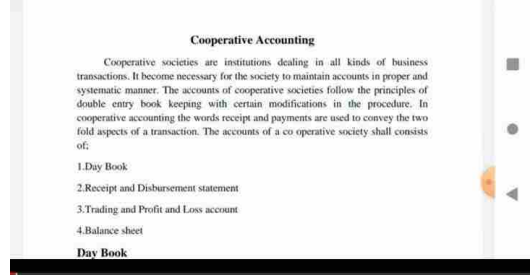 Cooperative Accounting
Cooperative societies are institutions dealing in all kinds of business
transactions. It become necessary for the society to maintain accounts in proper and
systematic manner. The accounts of cooperative societies follow the principles of
double entry book keeping with certain modifications in the procedure. In
cooperative accounting the words receipt and payments are used to convey the two
fold aspects of a transaction. The accounts of a co operative society shall consists
of;
1.Day Book
2.Receipt and Disbursement statement
3.Trading and Profit and Loss account
4.Balance sheet
Day Book